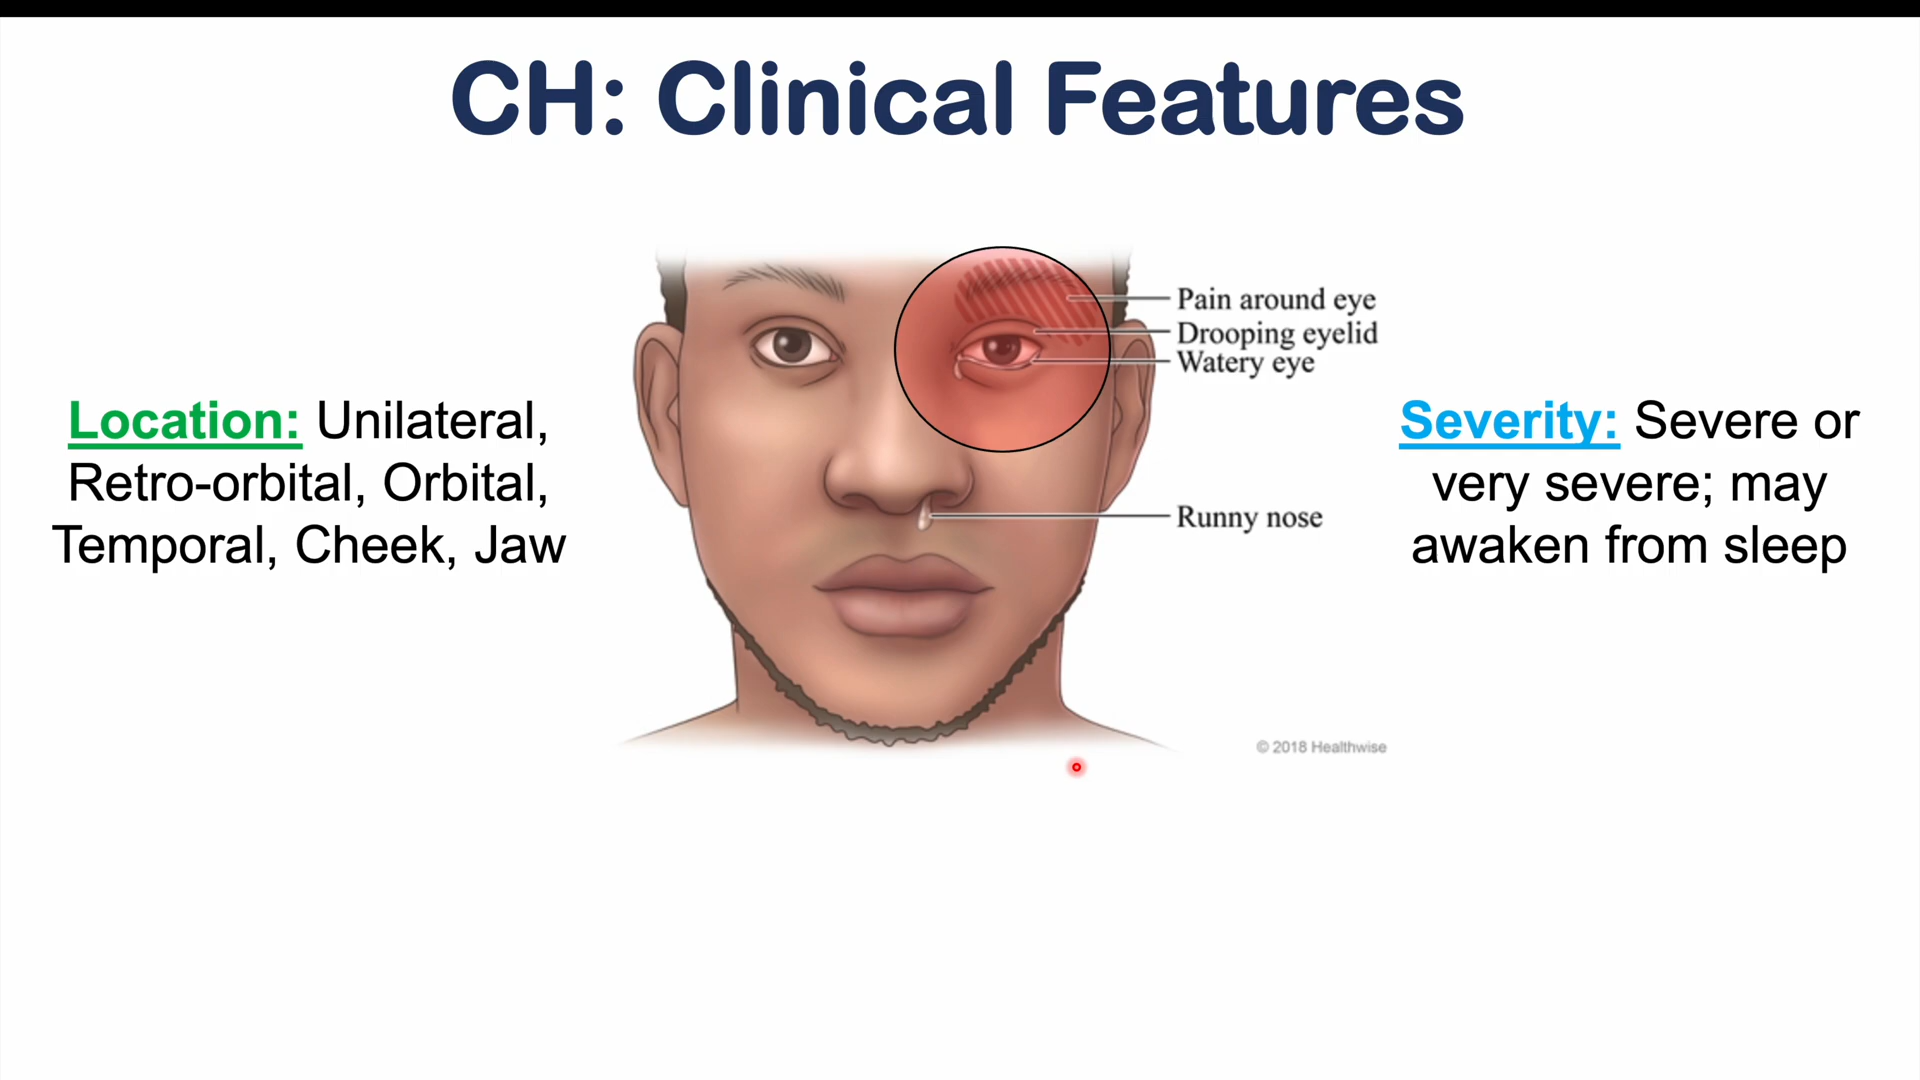 CH: Clinical Features
Location: Unilateral,
Retro-orbital, Orbital,
Temporal, Cheek, Jaw
Pain around eye
Drooping eyelid
Watery eye
Runny nose
© 2018 Healthwise
Severity: Severe or
very severe; may
awaken from sleep